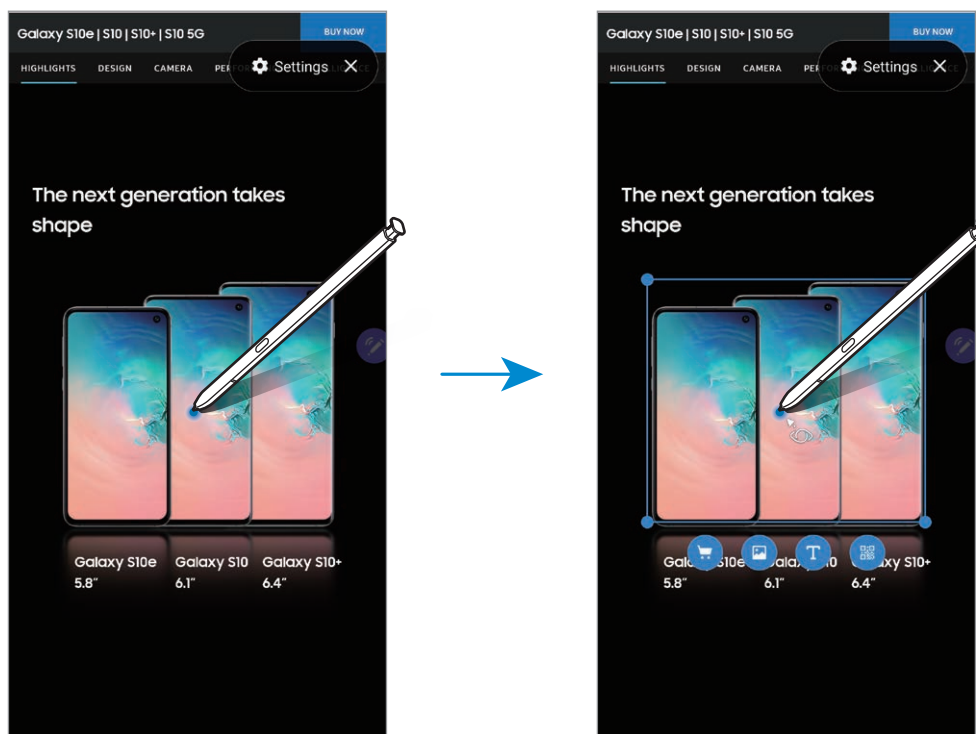 Galaxy S10e | S10 | S10+ | S10 5G
BUY NOW
HIGHLIGHTS DESIGN CAMERA
Settings
The next generation takes
shape
Galaxy S10e Galaxy S10 Galaxy S10+
5.8″ 6.1″ 6.4″
Galaxy S10e | S10 | S10+ | S10 5G
BUY NOW
HIGHLIGHTS DESIGN CAMERA
Settings
The next generation takes
shape
T
5.8″ 6.1″ 6.4″